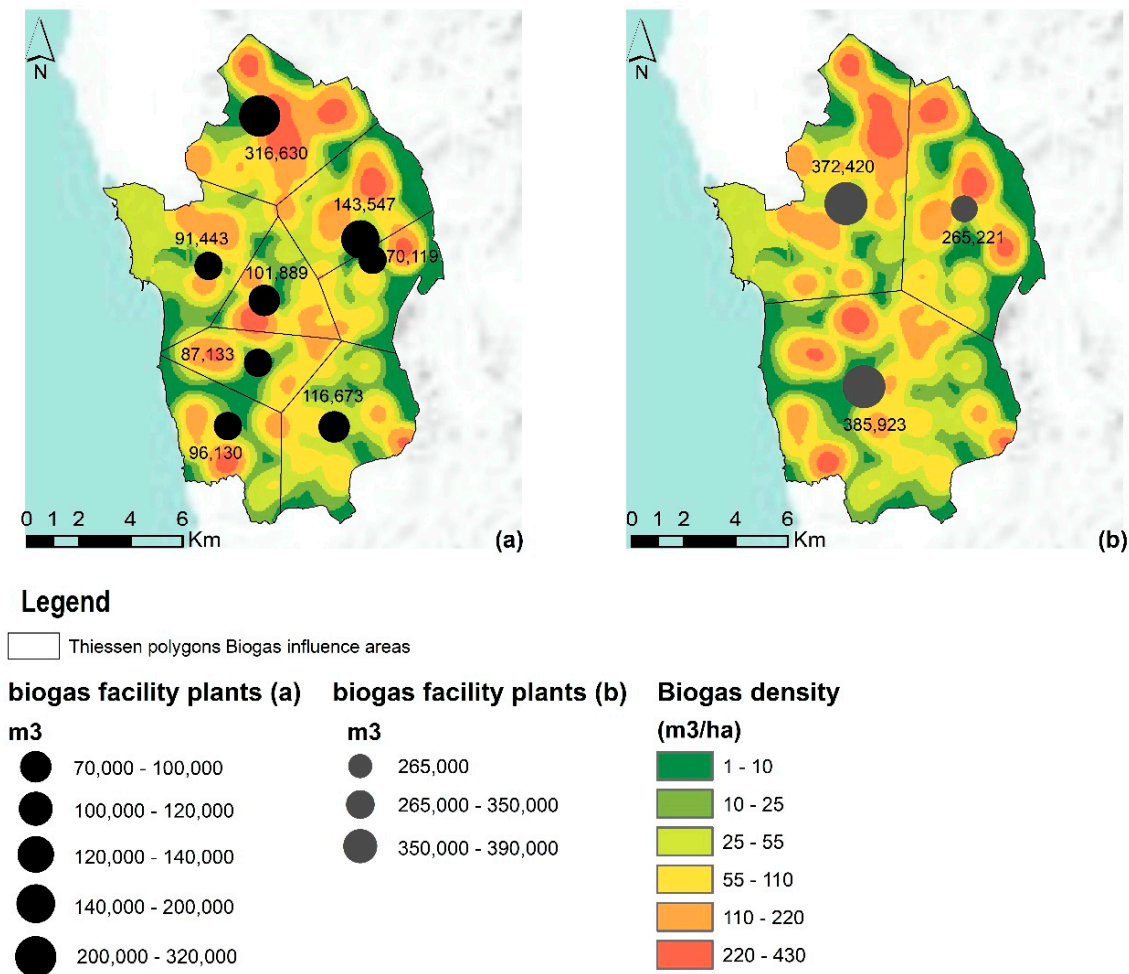 N
316,630
143,547
91,443
70,119
101,889
87,133
116,673
96,130
0 1 2 4 6
Km
(a)
N
372,420
265,221
385,923
0 1 2 4 6
Km
(b)
Legend
Thiessen polygons Biogas influence areas
biogas facility plants (a)
m3
70,000 - 100,000
100,000 - 120,000
120,000 - 140,000
140,000 - 200,000
200,000 - 320,000
biogas facility plants (b)
m3
265,000
265,000 - 350,000
350,000 - 390,000
Biogas density
(m3/ha)
1 - 10
10 - 25
25 - 55
55 - 110
110 - 220
220 - 430